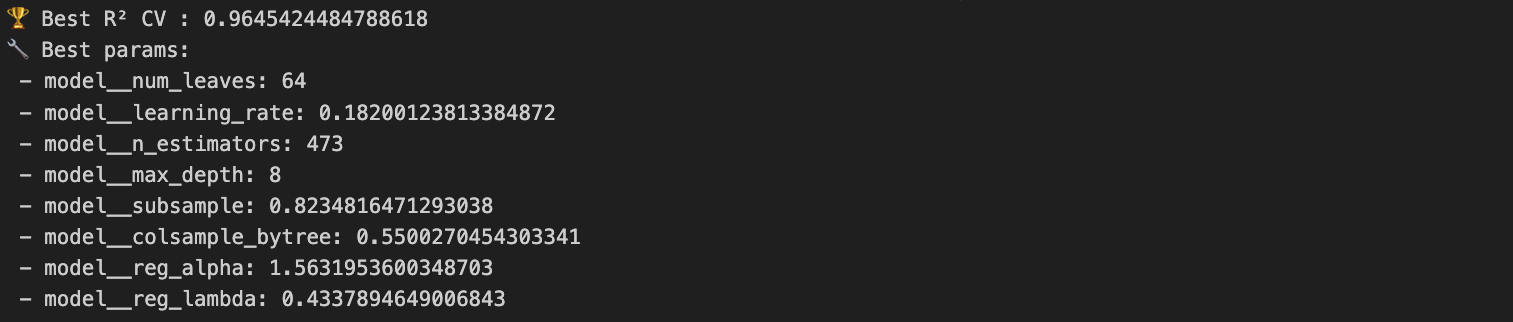 🏆 Best R² CV : 0.9645424484788618
🔧 Best params:
- model__num_leaves: 64
- model__learning_rate: 0.18200123813384872
- model__n_estimators: 473
- model__max_depth: 8
- model__subsample: 0.8234816471293038
- model__colsample_bytree: 0.5500270454303341
- model__reg_alpha: 1.5631953600348703
- model__reg_lambda: 0.4337894649006843